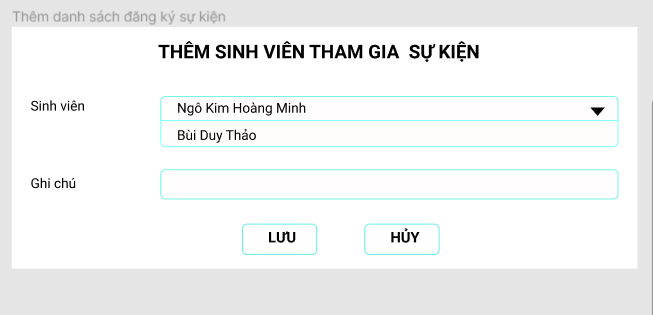 Thêm danh sách đăng ký sự kiện
THÊM SINH VIÊN THAM GIA SỰ KIỆN
Sinh viên
Ngô Kim Hoàng Minh
Bùi Duy Thảo
Ghi chú
LƯU
HỦY